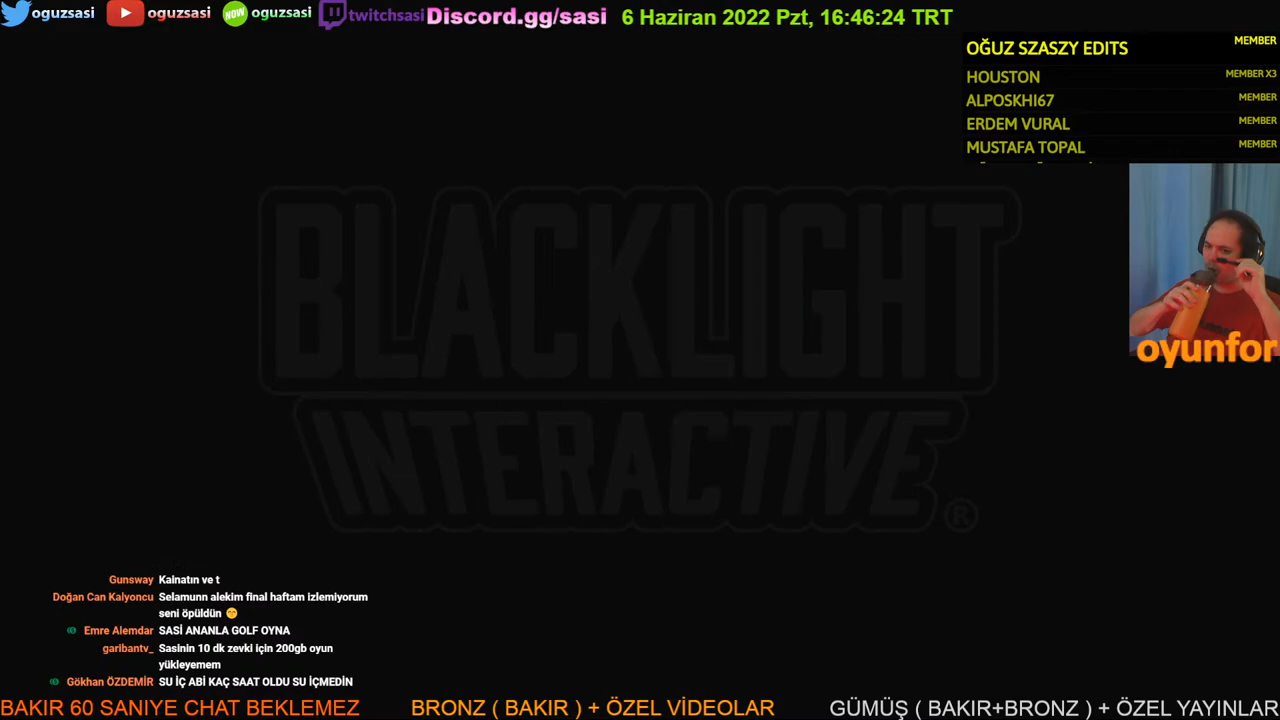 oguzsasi
oguzsasi
NOW
oguzsasi
twitchsasi
Discord.gg/sasi
6 Haziran 2022 Pzt, 16:46:24 TRT
OĞUZ SZASZY EDITS MEMBER
HOUSTON MEMBER X3
ALPOSKHI67 MEMBER
ERDEM VURAL MEMBER
MUSTAFA TOPAL MEMBER
BLACKLIGHT
INTERACTIVE®
oyunfor
Gunsway Kainatın ve t
Doğan Can Kalyoncu Selamunn alekim final haftam izlemiyorum
seni öpüldün 😚
Emre Alemdar SASİ ANANLA GOLF OYNA
garibantv_ Sasinin 10 dk zevki için 200gb oyun
yükleyemem
Gökhan ÖZDEMİR SU İÇ ABİ KAÇ SAAT OLDU SU İÇMEDİN
BAKIR 60 SANIYE CHAT BEKLEMEZ
BRONZ ( BAKIR ) + ÖZEL VİDEOLAR
GÜMÜŞ ( BAKIR+BRONZ ) + ÖZEL YAYINLAR